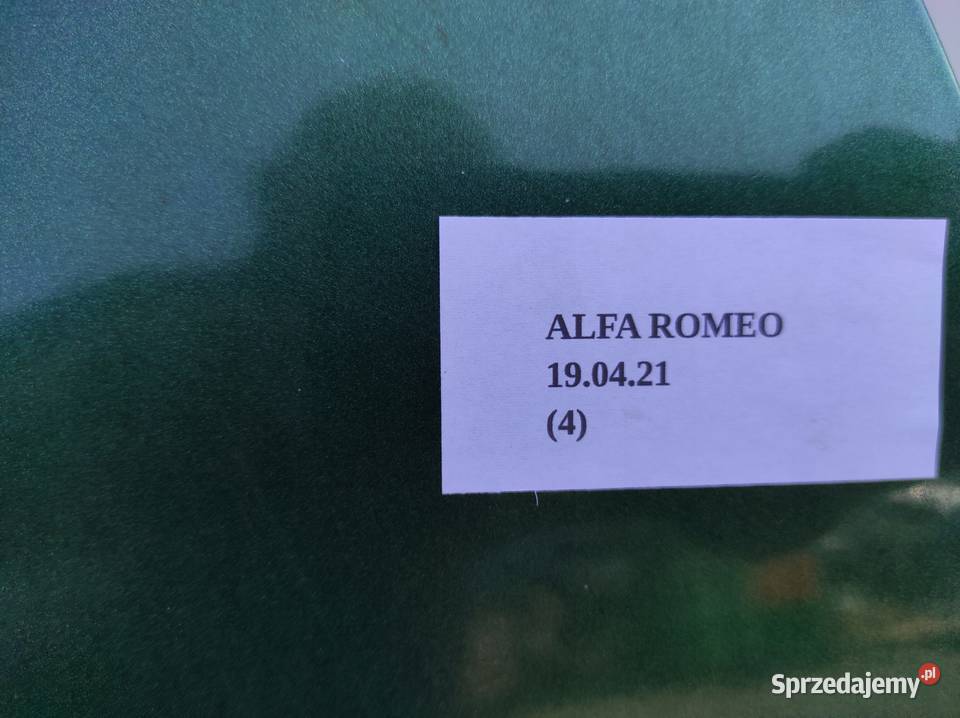 ALFA ROMEO
19.04.21
(4)
Sprzedajemy.pl